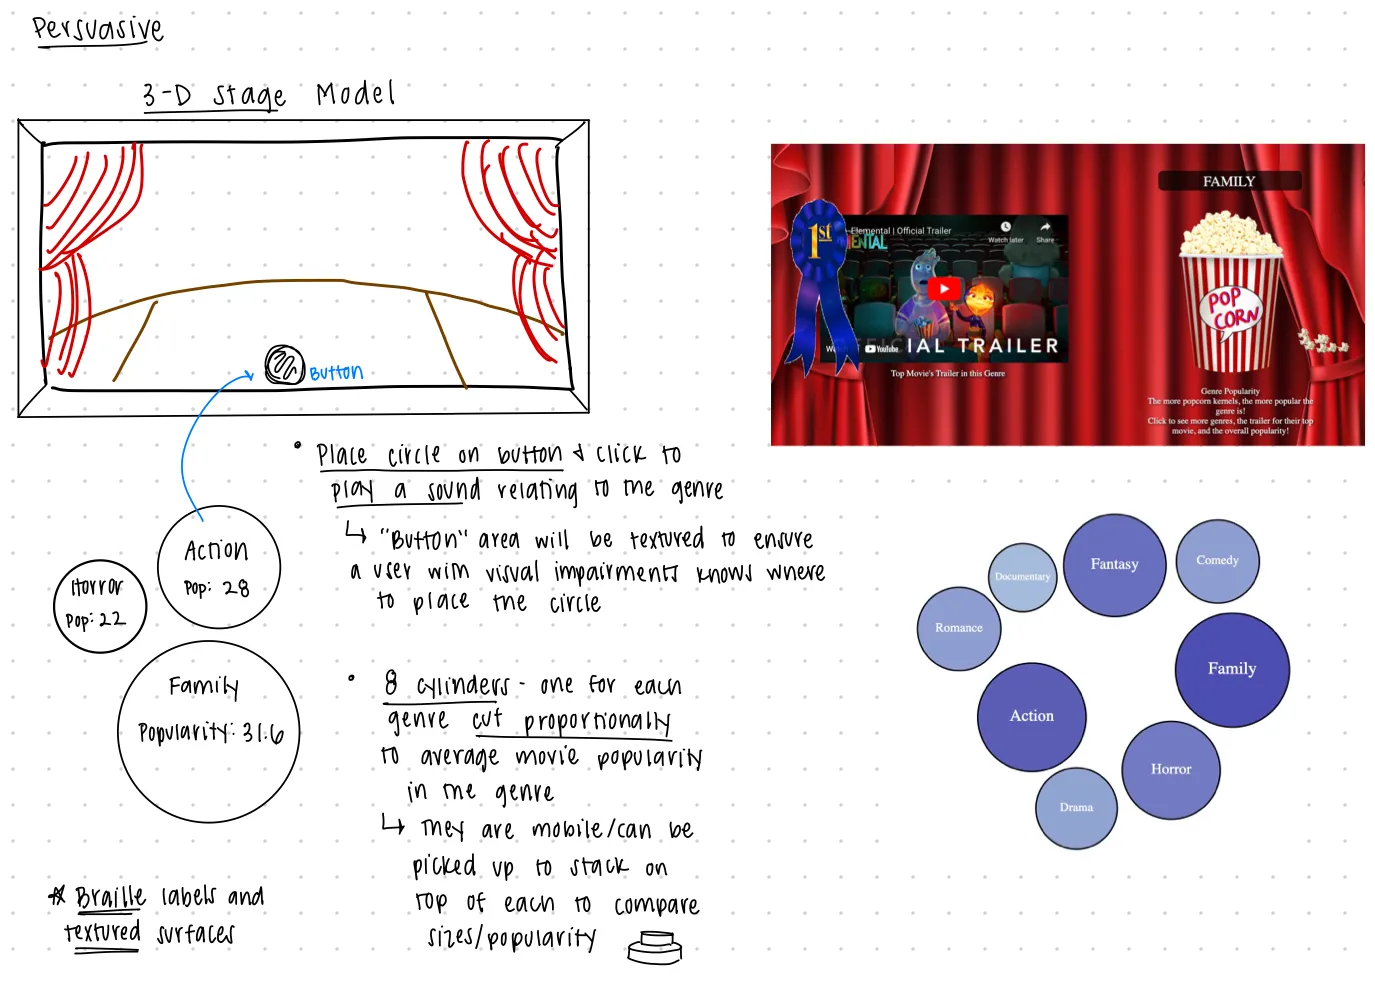 Persuasive
3-D Stage Model
Button
• Place circle on button & click to
play a sound relating to the genre
↳ "Button" area will be textured to ensure
a user with visual impairments knows where
to place the circle
Action
Pop: 28
Horror
Pop: 22
Family
Popularity: 31.6
• 8 cylinders - one for each
genre cut proportionally
to average movie popularity
in the genre
↳ They are mobile/can be
picked up to stack on
top of each to compare
sizes/popularity
* Braille labels and
textured surfaces
FAMILY
1st
Elemental | Official Trailer
Watch later
Share
YouTube
IAL TRAILER
Top Movie's Trailer in this Genre
POP
CORN
Genre Popularity
The more popcorn kernels, the more popular the
genre is!
Click to see more genres, the trailer for their top
movie, and the overall popularity!
Fantasy
Comedy
Documentary
Romance
Family
Action
Horror
Drama